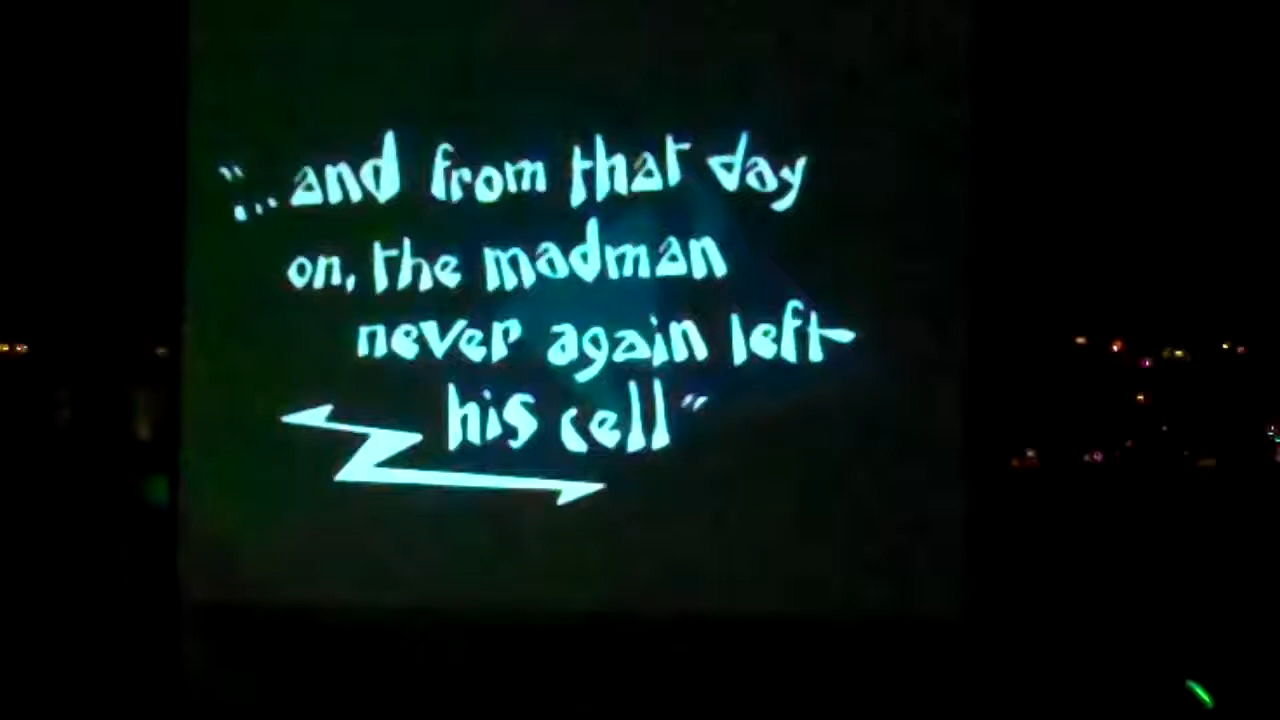 "...and from that day
on, the madman
never again left
his cell"